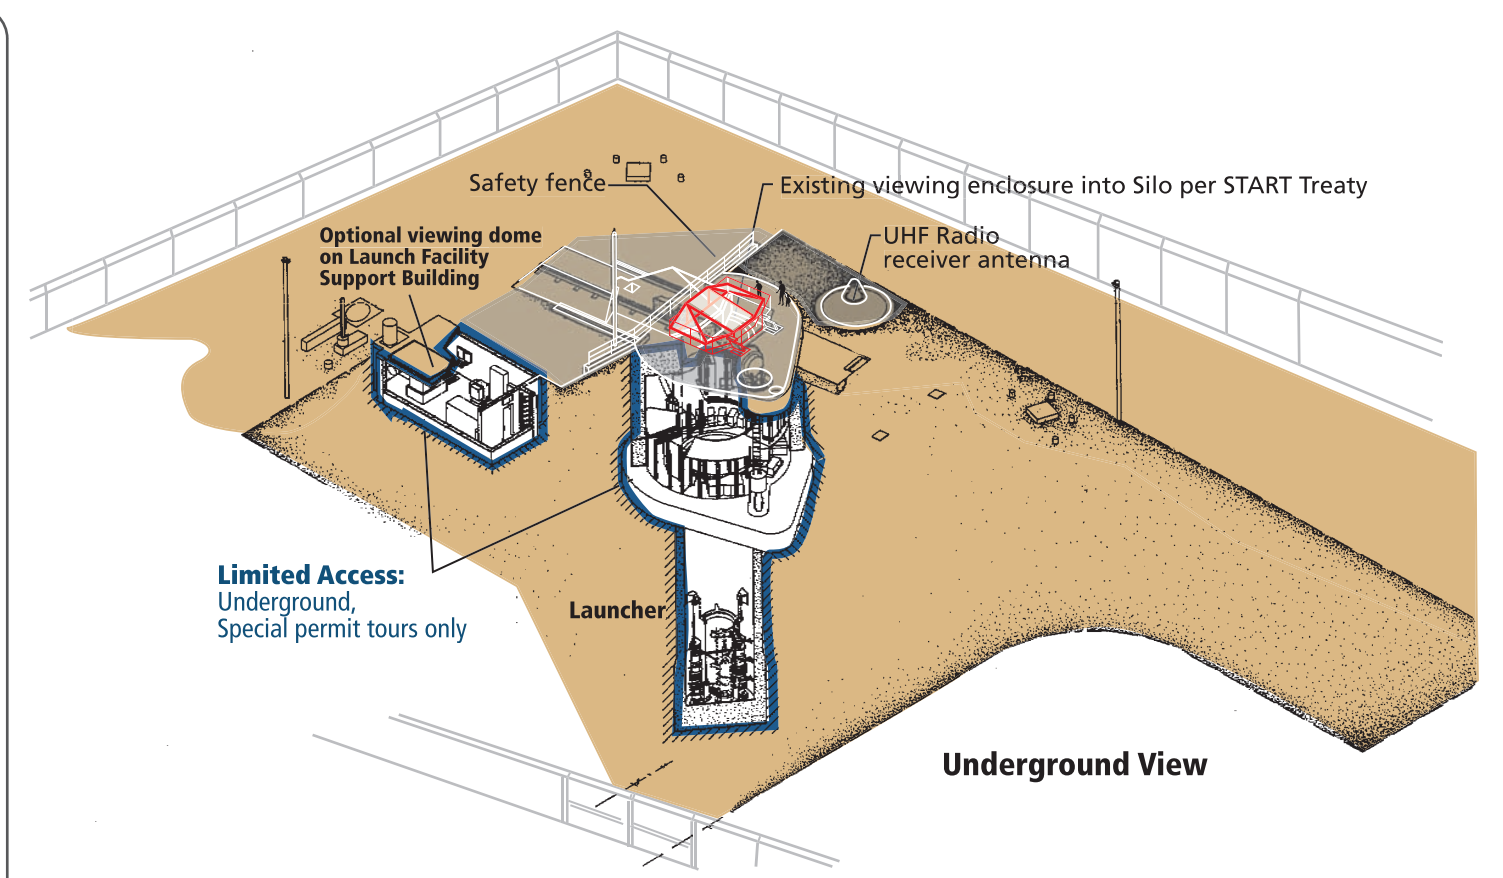 Safety fence
Existing viewing enclosure into Silo per START Treaty
Optional viewing dome
on Launch Facility
Support Building
UHF Radio
receiver antenna
Limited Access:
Underground,
Special permit tours only
Launcher
Underground View